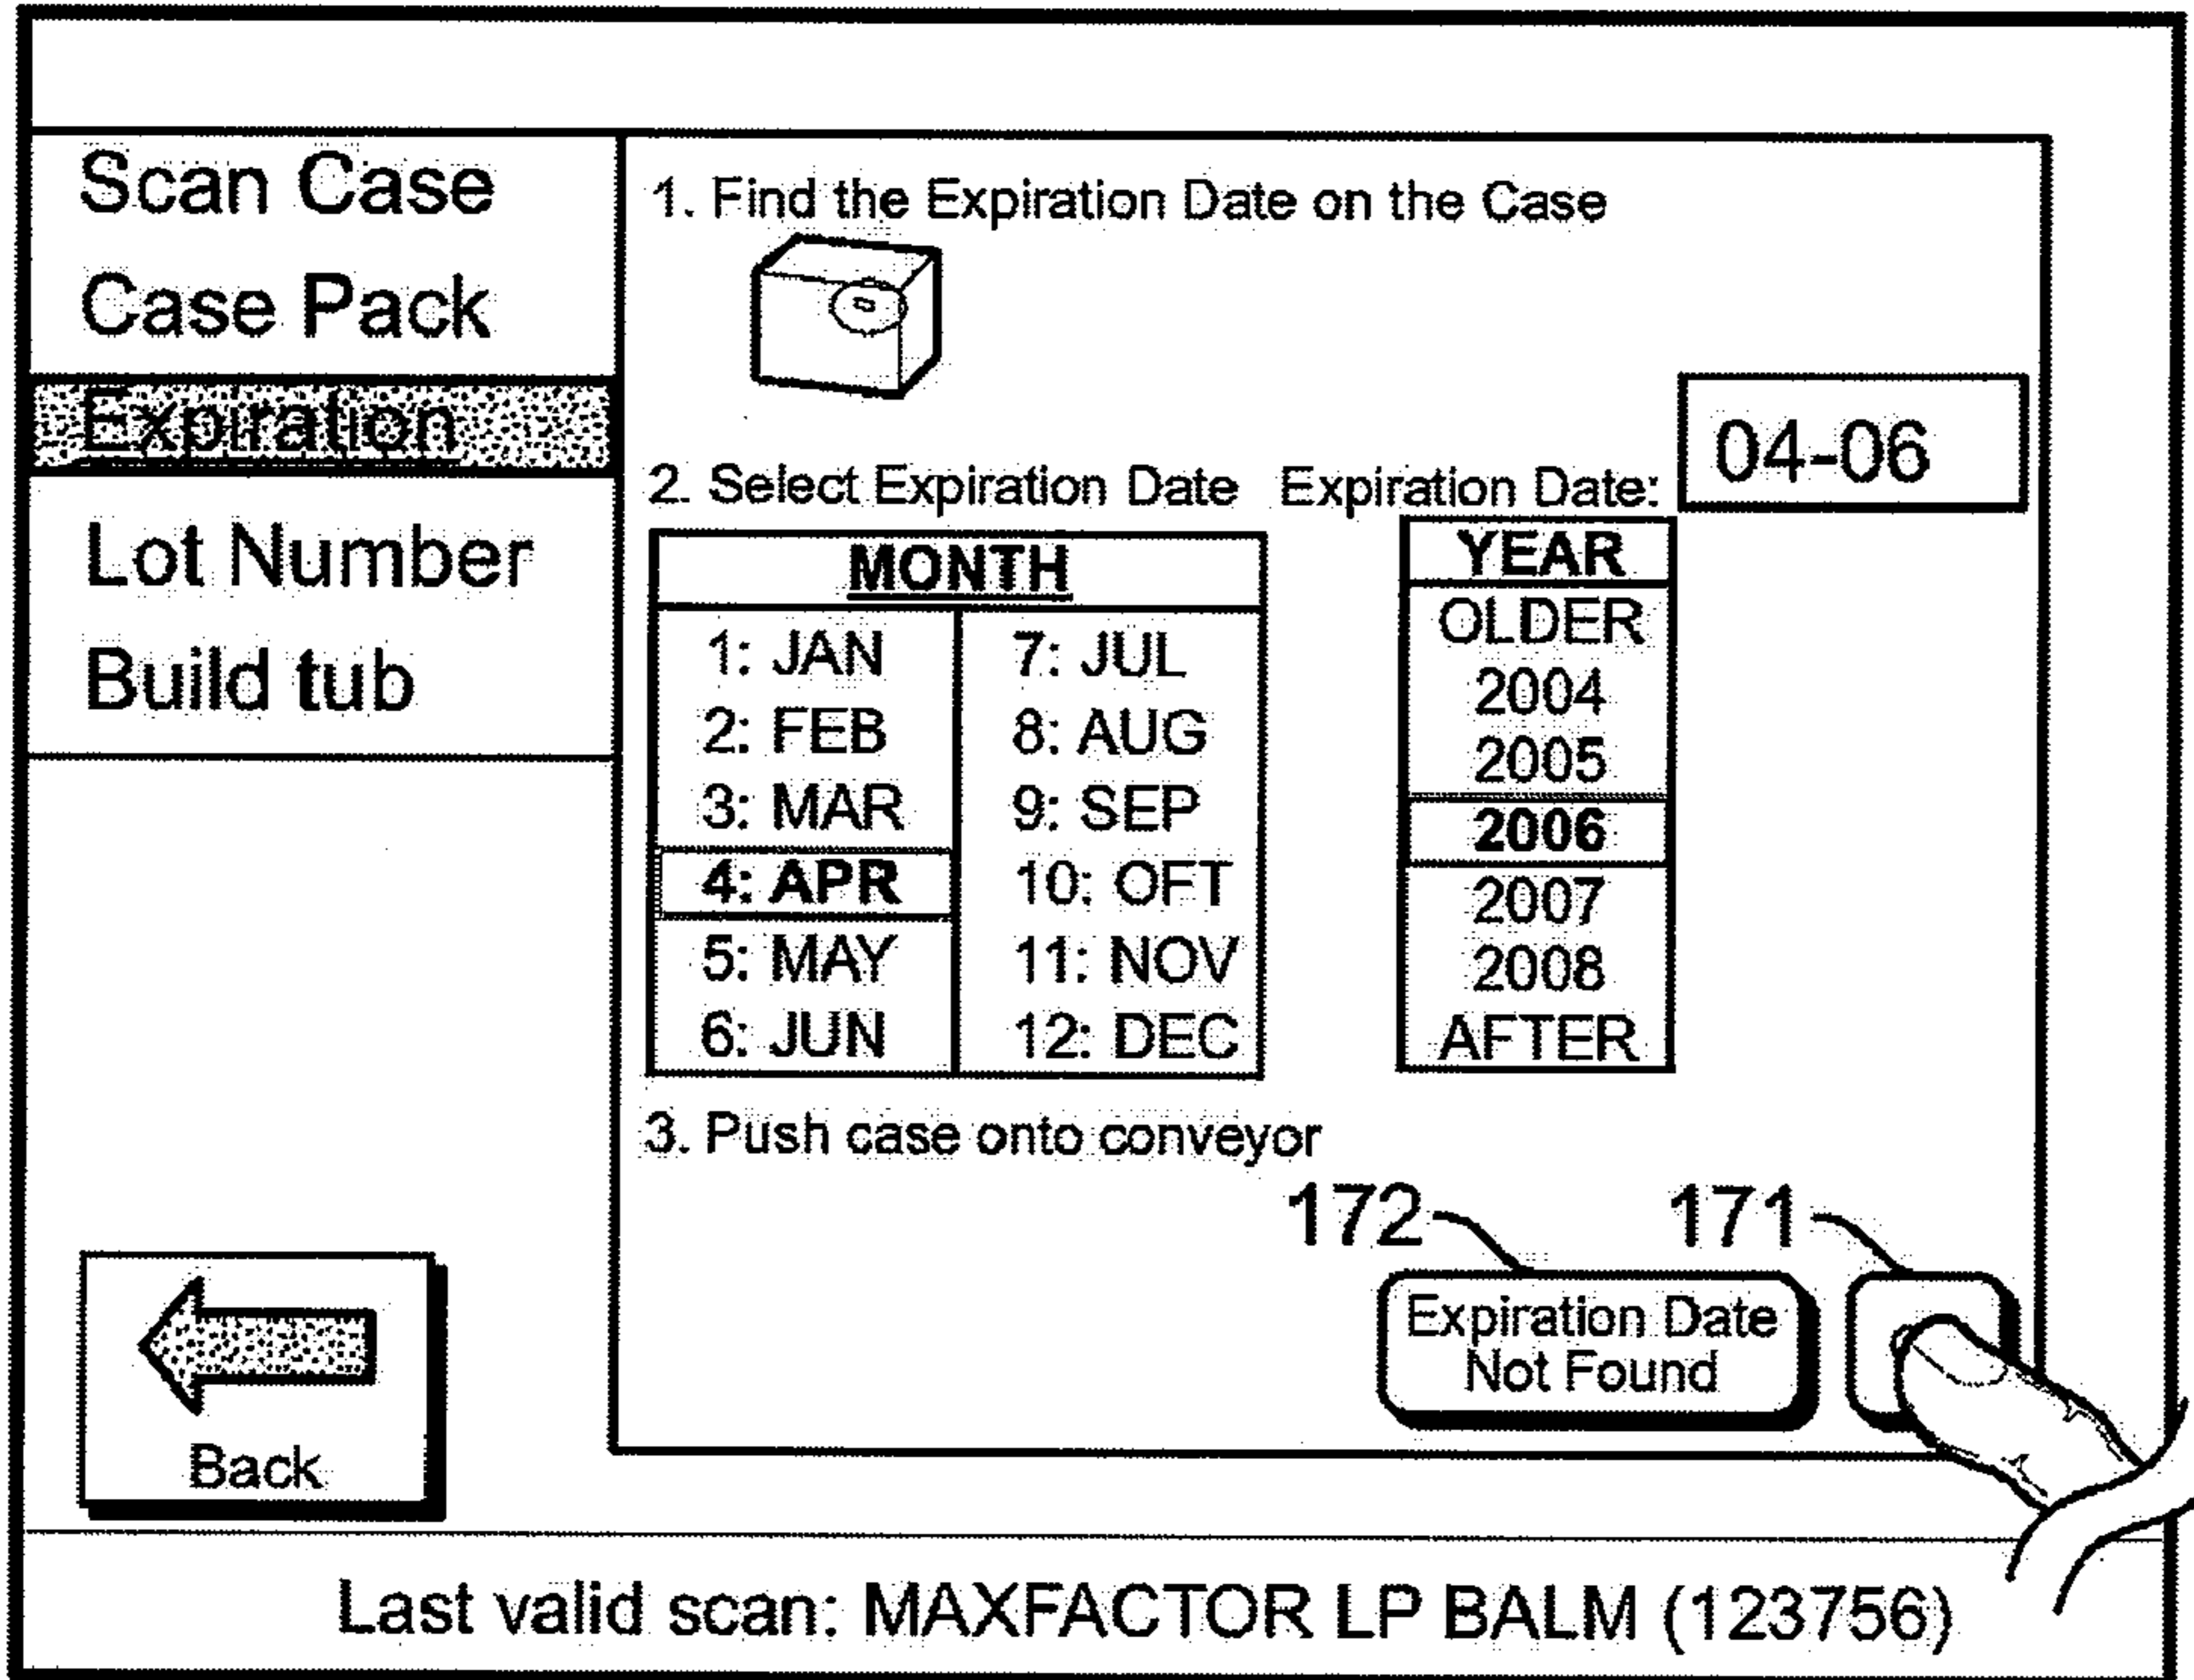 Scan Case
Case Pack
Expiration
Lot Number
Build tub
1. Find the Expiration Date on the Case
2. Select Expiration Date Expiration Date: 04-06
MONTH
1: JAN 7: JUL
2: FEB 8: AUG
3: MAR 9: SEP
4: APR 10: OFT
5: MAY 11: NOV
6: JUN 12: DEC
YEAR
OLDER
2004
2005
2006
2007
2008
AFTER
3. Push case onto conveyor
172 171
Expiration Date
Not Found
Back
Last valid scan: MAXFACTOR LP BALM (123756)